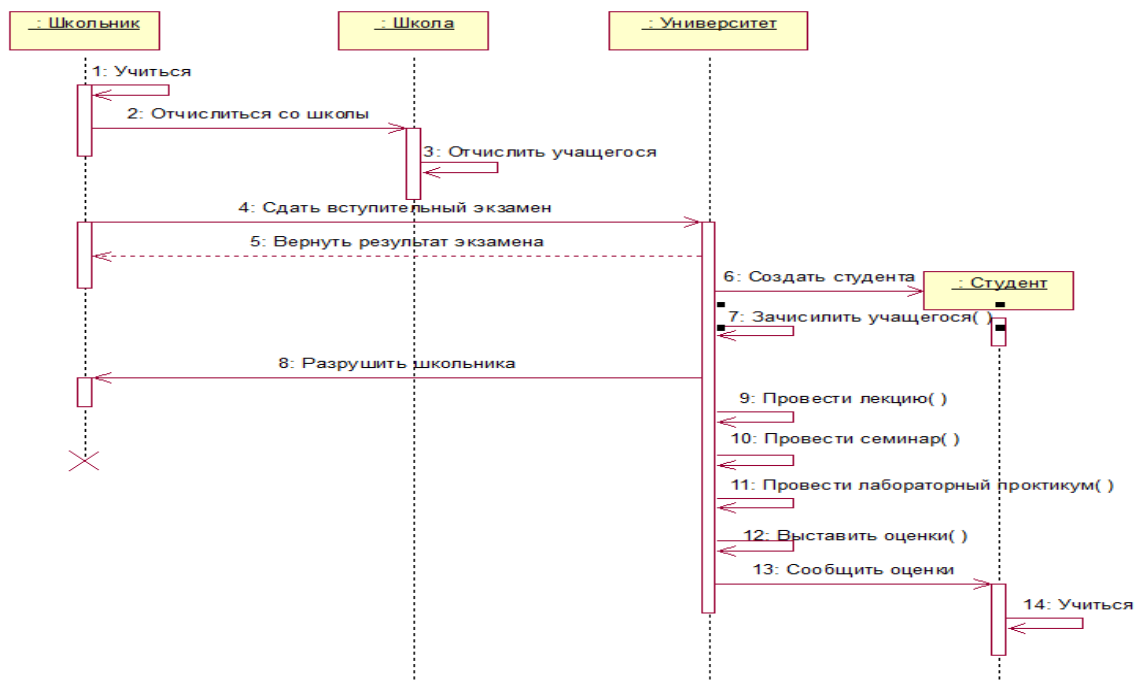 : Школьник
: Школа
: Университет
1: Учиться
2: Отчислиться со школы
3: Отчислить учащегося
4: Сдать вступительный экзамен
5: Вернуть результат экзамена
6: Создать студента
: Студент
7: Зачисилить учащегося( )
8: Разрушить школьника
9: Провести лекцию( )
10: Провести семинар( )
11: Провести лабораторный проктикум( )
12: Выставить оценки( )
13: Сообщить оценки
14: Учиться